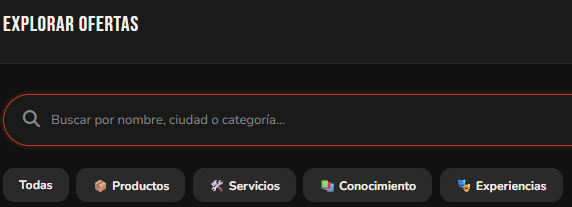 EXPLORAR OFERTAS
Buscar por nombre, ciudad o categoría...
Todas Productos Servicios Conocimiento Experiencias